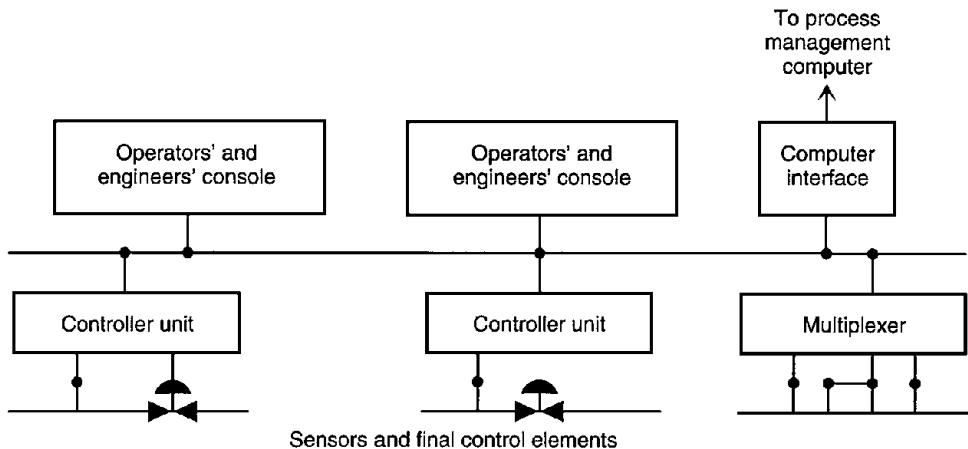 To process
management
computer
Operators' and
engineers' console
Operators' and
engineers' console
Computer
interface
Controller unit
Controller unit
Multiplexer
Sensors and final control elements